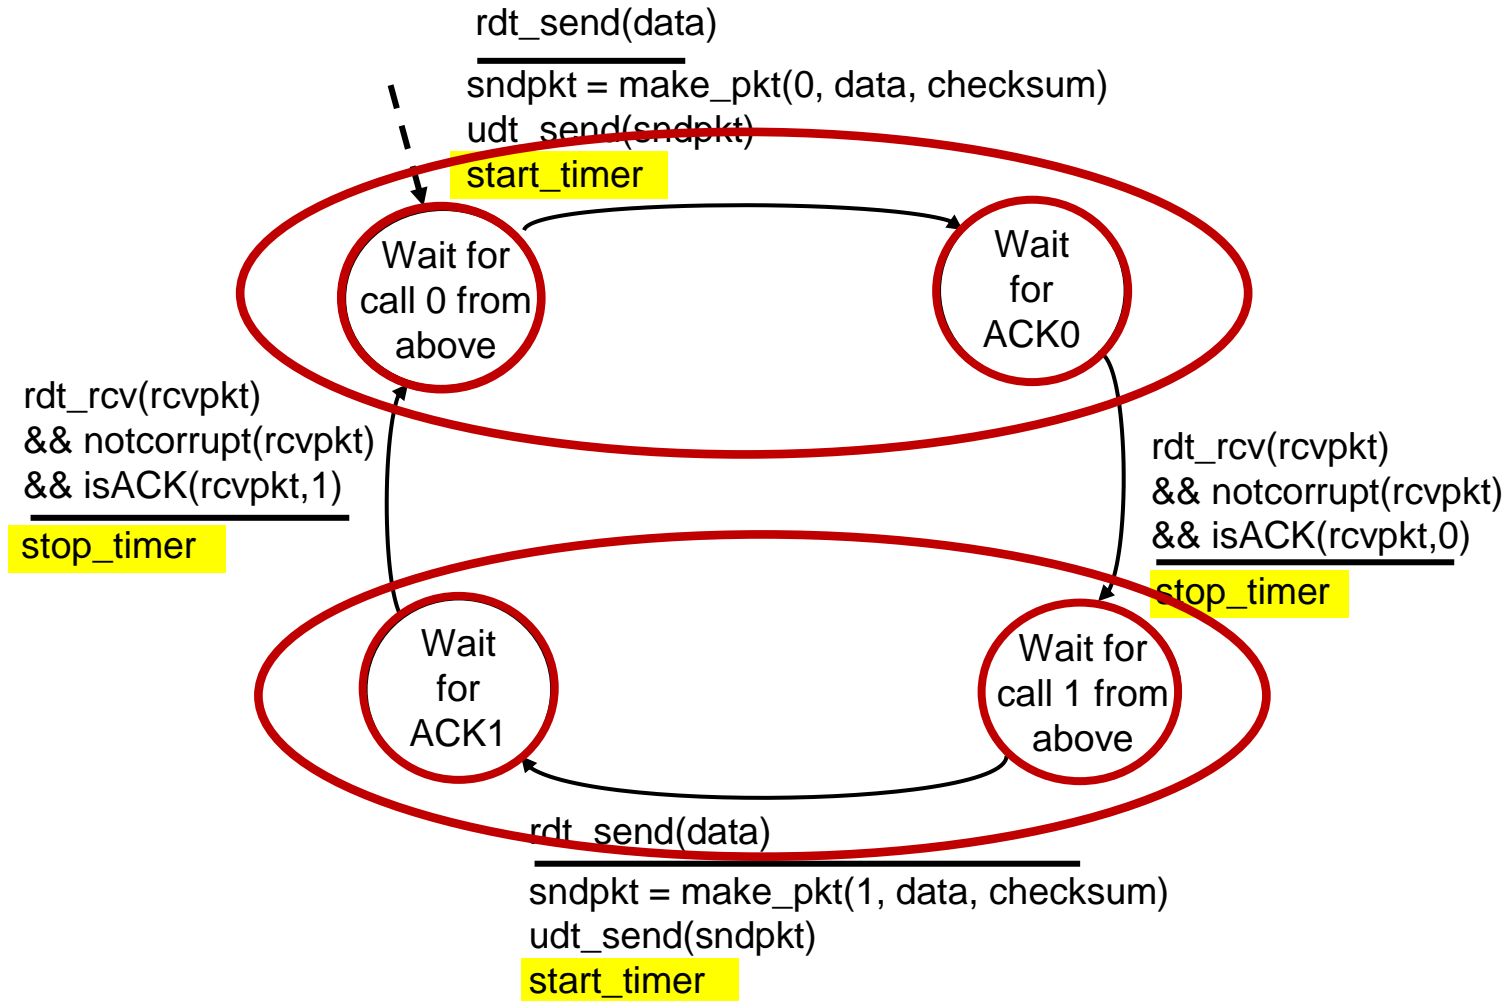 rdt_send(data)
sndpkt = make_pkt(0, data, checksum)
udt_send(sndpkt)
start_timer
Wait for
call 0 from
above
Wait
for
ACK0
rdt_rcv(rcvpkt)
&& notcorrupt(rcvpkt)
&& isACK(rcvpkt,1)
stop_timer
rdt_rcv(rcvpkt)
&& notcorrupt(rcvpkt)
&& isACK(rcvpkt,0)
stop_timer
Wait
for
ACK1
Wait for
call 1 from
above
rdt_send(data)
sndpkt = make_pkt(1, data, checksum)
udt_send(sndpkt)
start_timer